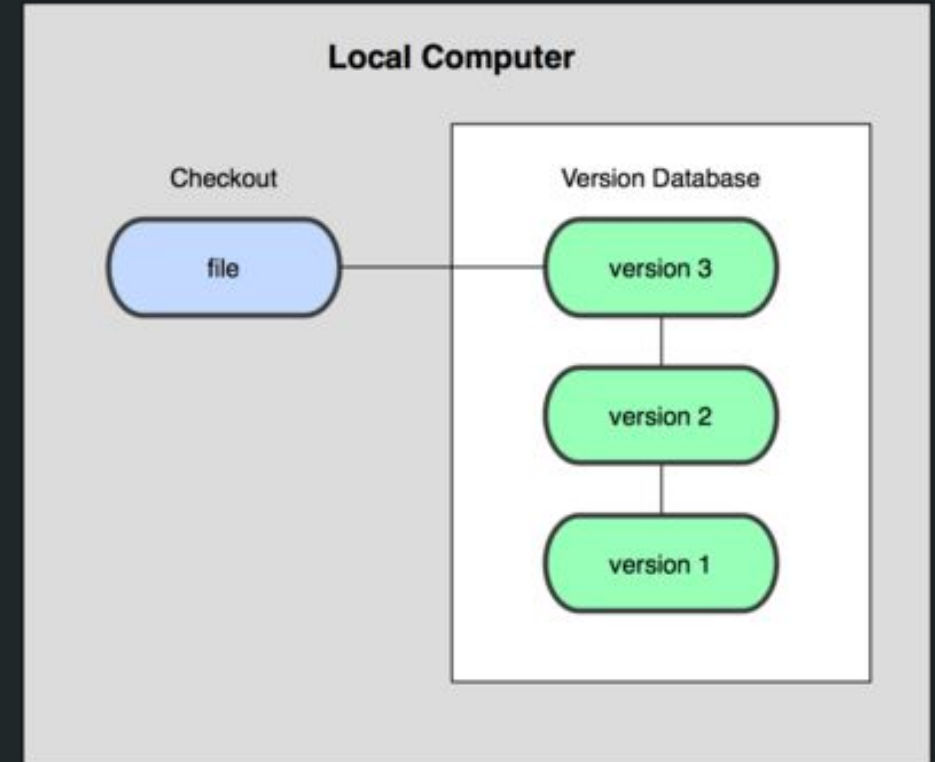 Local Computer
Checkout
Version Database
file
version 3
version 2
version 1